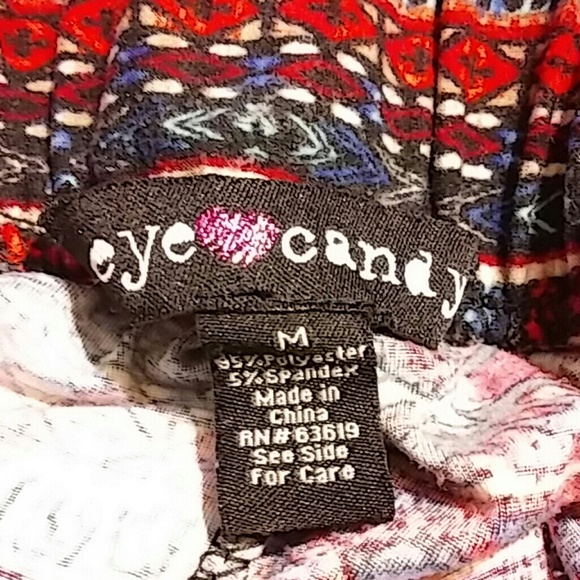 eye candy
M
95% Polyester
5% Spandex
Made in
China
RN# 63619
See Side
For Care